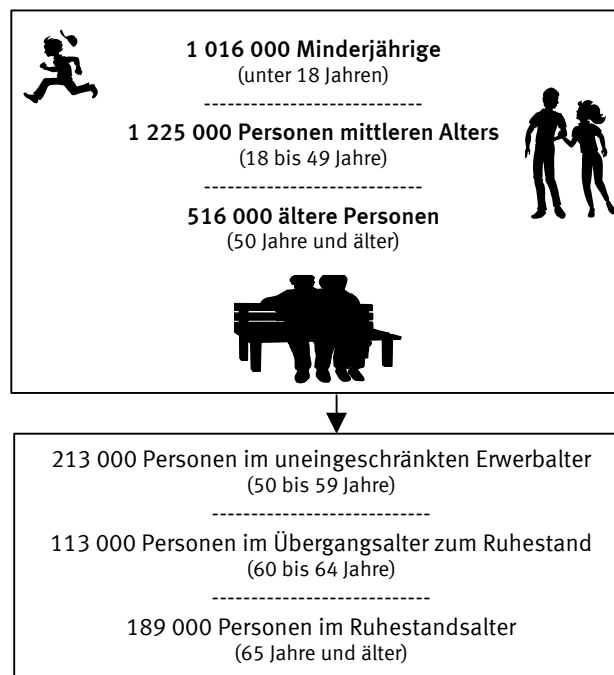 1 016 000 Minderjährige
(unter 18 Jahren)
----------------------------
1 225 000 Personen mittleren Alters
(18 bis 49 Jahre)
----------------------------
516 000 ältere Personen
(50 Jahre und älter)
213 000 Personen im uneingeschränkten Erwerbalter
(50 bis 59 Jahre)
----------------------------
113 000 Personen im Übergangsalter zum Ruhestand
(60 bis 64 Jahre)
----------------------------
189 000 Personen im Ruhestandsalter
(65 Jahre und älter)